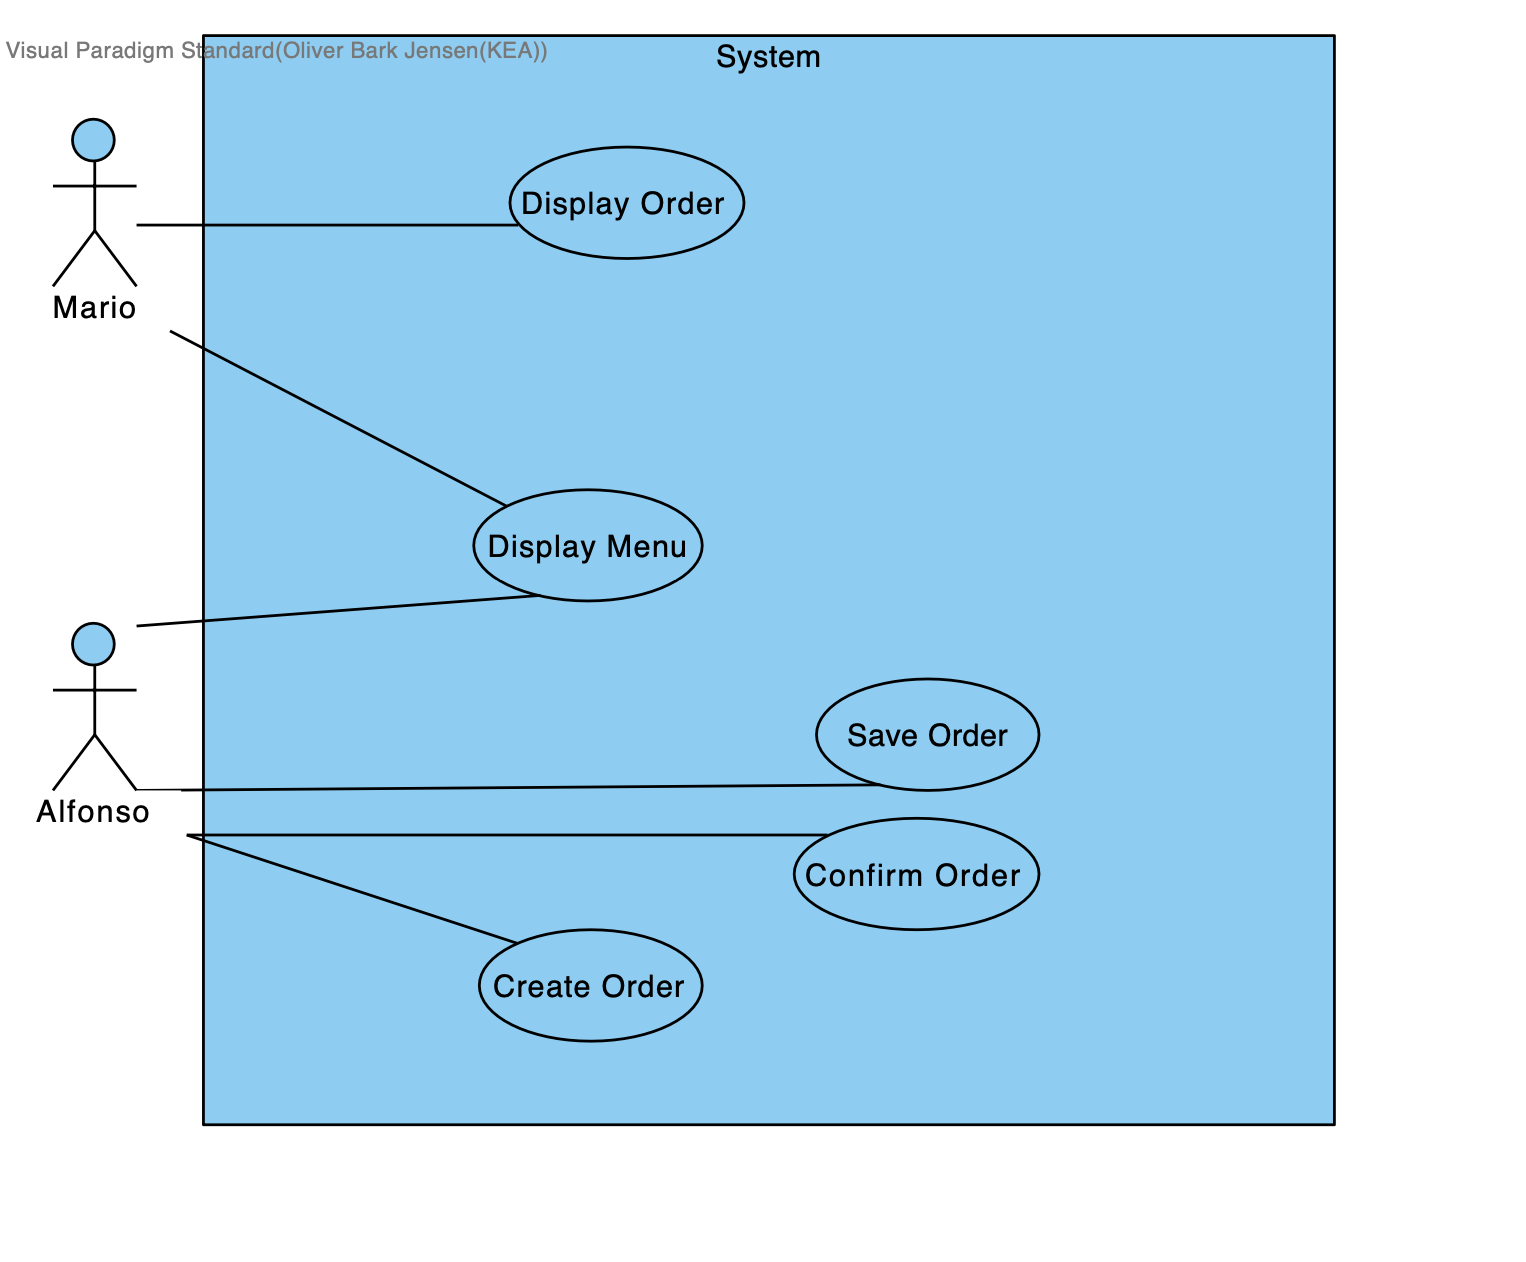 Visual Paradigm Standard(Oliver Bark Jensen(KEA))
System
Display Order
Mario
Display Menu
Save Order
Alfonso
Confirm Order
Create Order